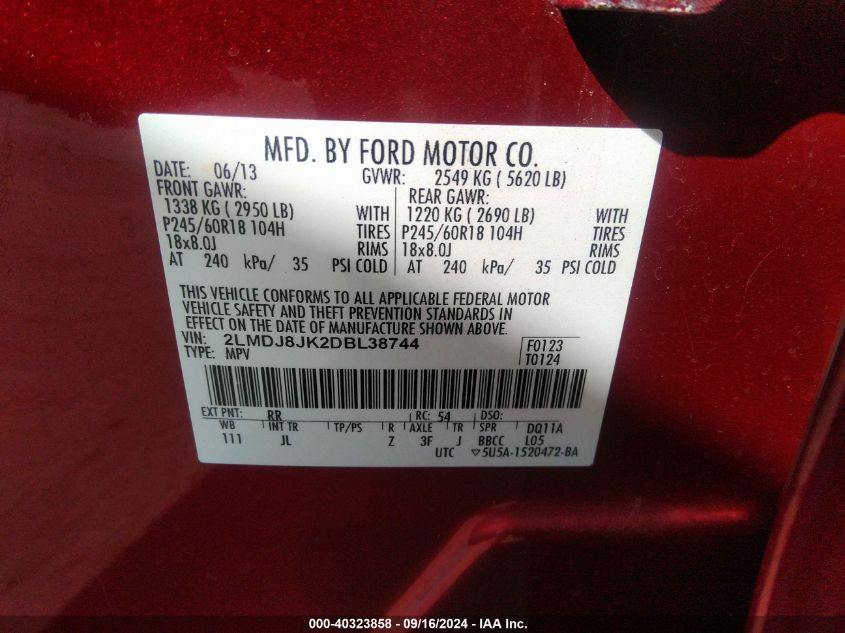 MFD. BY FORD MOTOR CO.
DATE: 06/13 GVWR: 2549 KG ( 5620 LB)
FRONT GAWR: REAR GAWR:
1338 KG ( 2950 LB) WITH 1220 KG ( 2690 LB) WITH
P245/60R18 104H TIRES P245/60R18 104H TIRES
18x8.0J RIMS 18x8.0J RIMS
AT 240 kPa/ 35 PSI COLD AT 240 kPa/ 35 PSI COLD
THIS VEHICLE CONFORMS TO ALL APPLICABLE FEDERAL MOTOR
VEHICLE SAFETY AND THEFT PREVENTION STANDARDS IN
EFFECT ON THE DATE OF MANUFACTURE SHOWN ABOVE.
VIN: 2LMDJ8JK2DBL38744 F0123
TYPE: MPV T0124
EXT PNT: RR RC: 54 DSO:
WB INT TR TP/PS R AXLE TR SPR DQ11A
111 JL Z 3F J BBCC L05
UTC ▽5U5A-1520472-BA
000-40323858 - 09/16/2024 - IAA Inc.